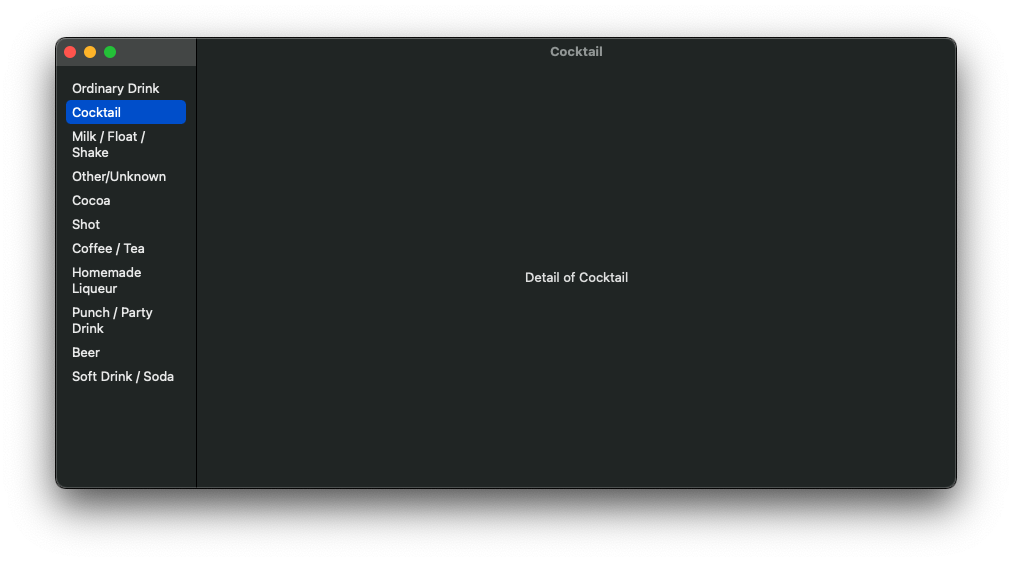 Cocktail
Ordinary Drink
Cocktail
Milk / Float /
Shake
Other/Unknown
Cocoa
Shot
Coffee / Tea
Homemade
Liqueur
Punch / Party
Drink
Beer
Soft Drink / Soda
Detail of Cocktail